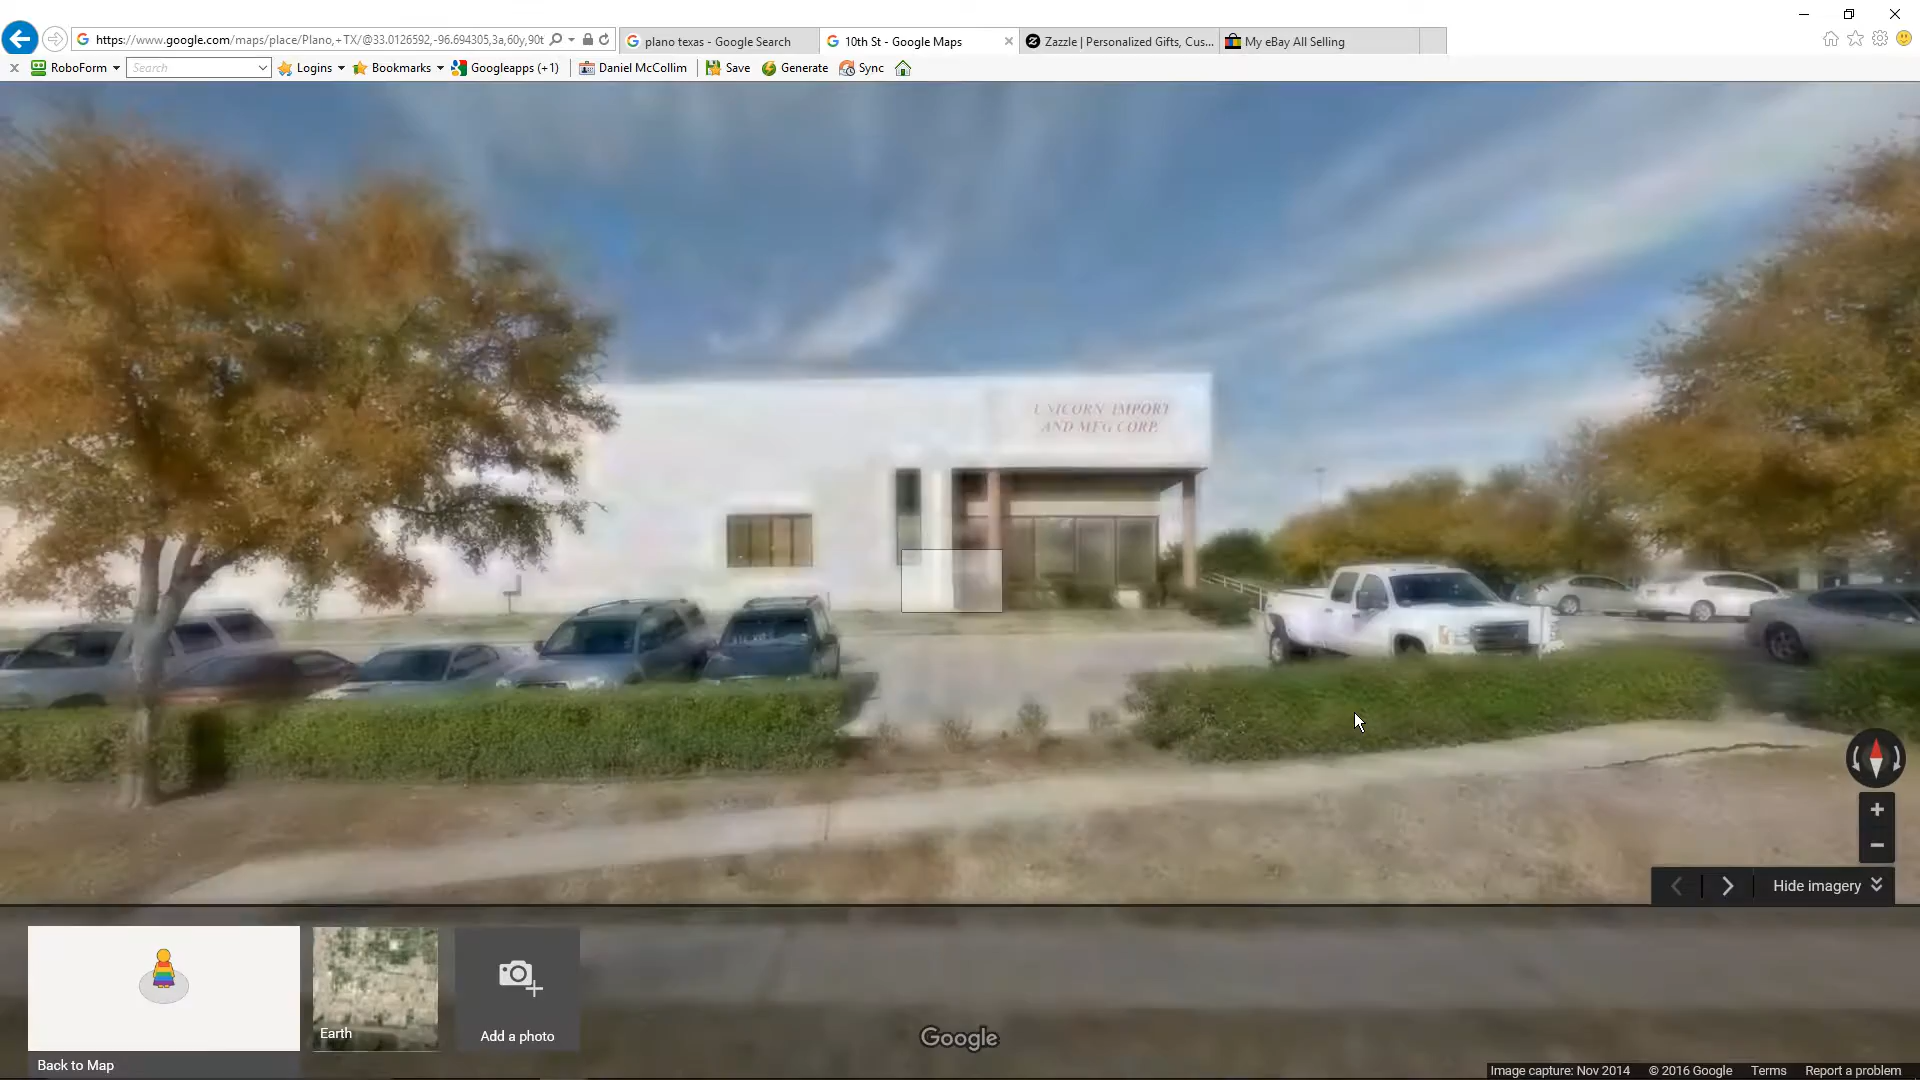 https://www.google.com/maps/place/Plano,+TX/@33.0126592,-96.694305,3a,60y,90t
plano texas - Google Search
10th St - Google Maps
Zazzle | Personalized Gifts, Cus...
My eBay All Selling
RoboForm
Search
Logins
Bookmarks
Googleapps (+1)
Daniel McCollim
Save
Generate
Sync
UNICORN IMPORT
AND MFG CORP.
Hide imagery
Earth
Add a photo
Back to Map
Google
Image capture: Nov 2014
© 2016 Google
Terms
Report a problem